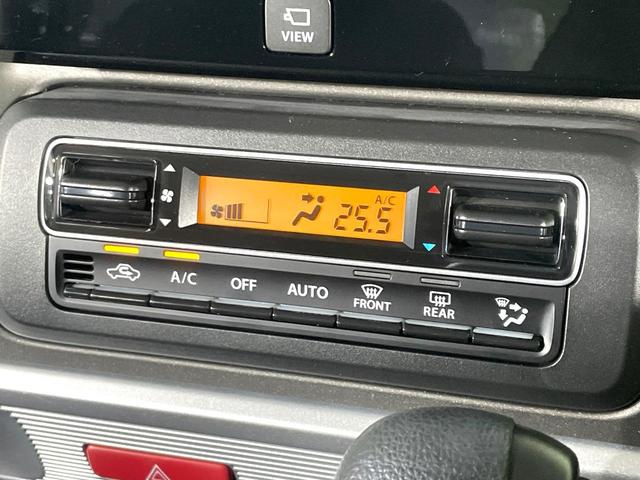 VIEW
A/C
25.5
A/C
OFF
AUTO
FRONT
REAR